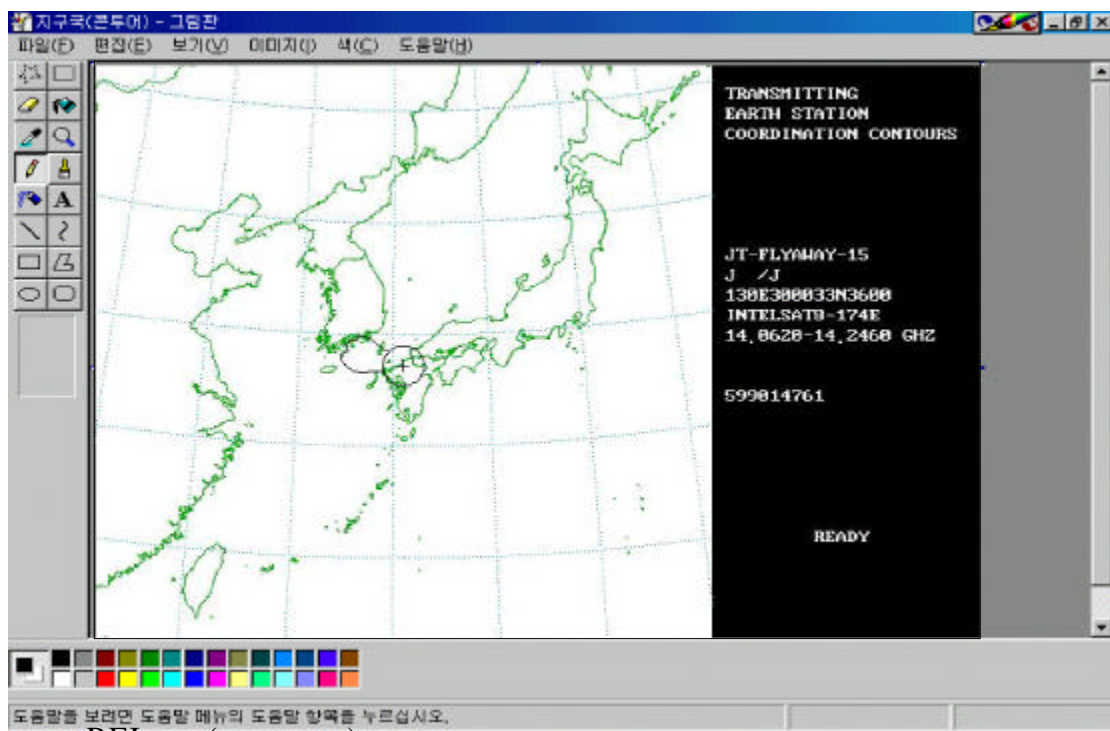 지구국(콘투어) - 그림판
파일(F) 편집(E) 보기(V) 이미지(I) 색(C) 도움말(H)
A
TRANSMITTING
EARTH STATION
COORDINATION CONTOURS
JT-FLYAWAY-15
J /J
130E300033N3600
INTELSAT8-174E
14.0620-14.2460 GHZ
599014761
READY
도움말을 보려면 도움말 메뉴의 도움말 항목을 누르십시오.